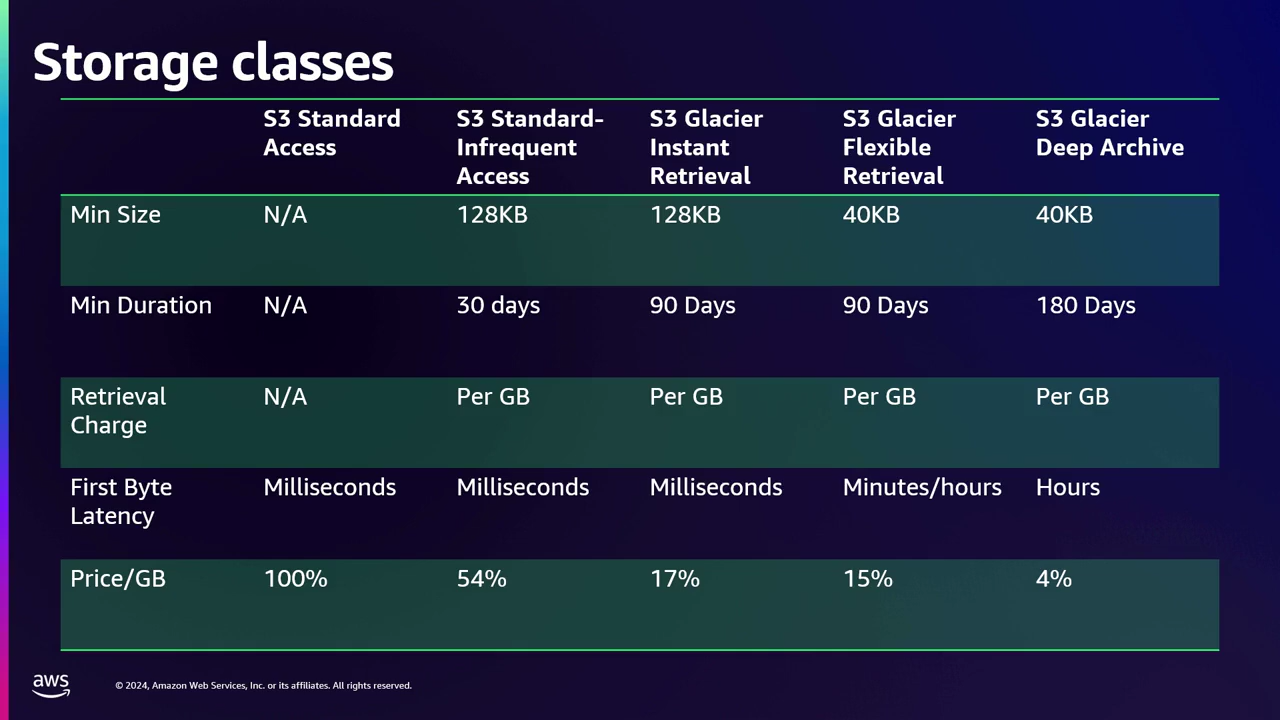 Storage classes
S3 Standard Access
S3 Standard-Infrequent Access
S3 Glacier Instant Retrieval
S3 Glacier Flexible Retrieval
S3 Glacier Deep Archive
Min Size N/A 128KB 128KB 40KB 40KB
Min Duration N/A 30 days 90 Days 90 Days 180 Days
Retrieval Charge N/A Per GB Per GB Per GB Per GB
First Byte Latency Milliseconds Milliseconds Milliseconds Minutes/hours Hours
Price/GB 100% 54% 17% 15% 4%
aws
© 2024, Amazon Web Services, Inc. or its affiliates. All rights reserved.